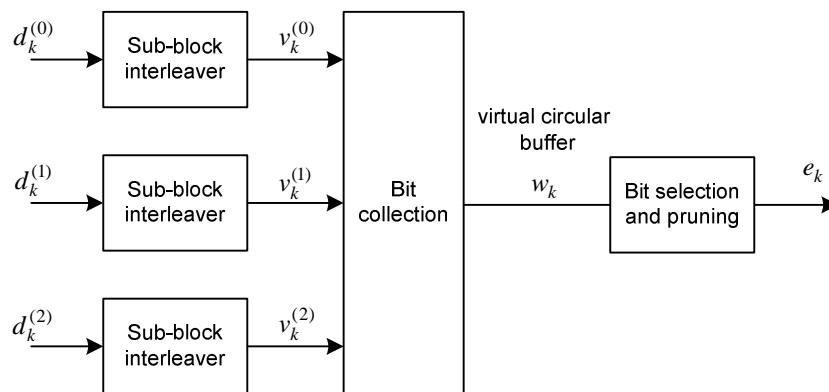 d_k^{(0)}
Sub-block
interleaver
v_k^{(0)}
d_k^{(1)}
Sub-block
interleaver
v_k^{(1)}
d_k^{(2)}
Sub-block
interleaver
v_k^{(2)}
Bit
collection
virtual circular
buffer
w_k
Bit selection
and pruning
e_k